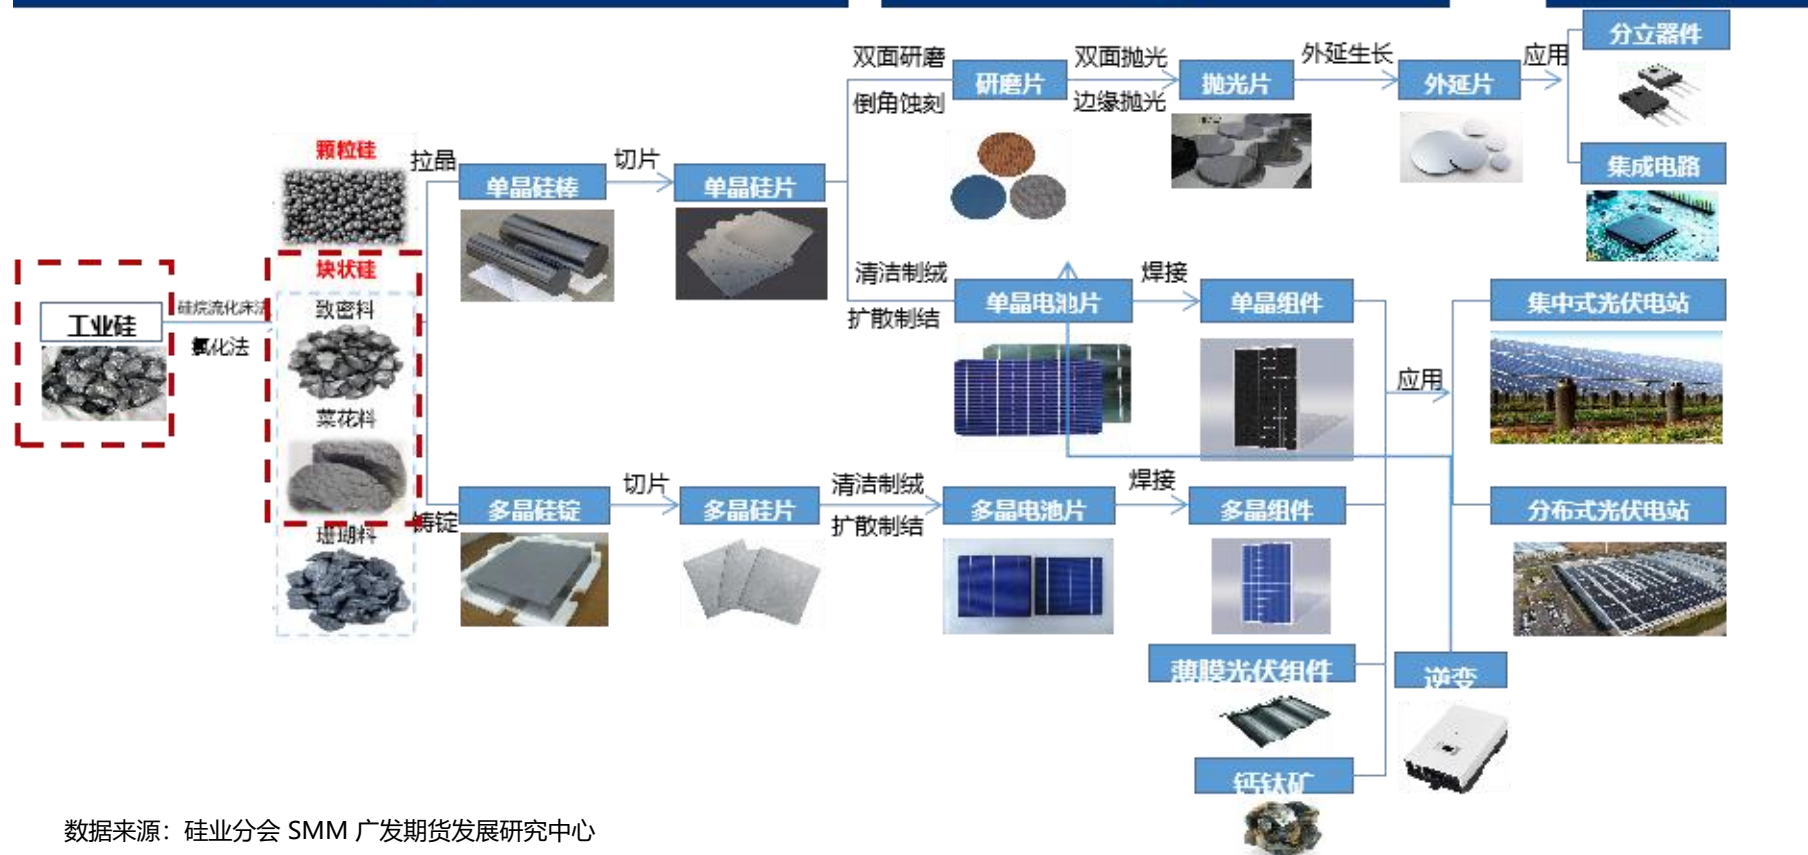 分立器件
双面研磨
双面抛光
外延生长
应用
研磨片
抛光片
外延片
倒角蚀刻
边缘抛光
颗粒硅
拉晶
切片
单晶硅棒
单晶硅片
集成电路
块状硅
清洁制绒
焊接
工业硅
硅烷流化床法
氯化法
致密料
单晶电池片
单晶组件
集中式光伏电站
扩散制结
应用
菜花料
切片
清洁制绒
焊接
多晶硅锭
多晶硅片
多晶电池片
多晶组件
分布式光伏电站
铸锭
扩散制结
珊瑚料
薄膜光伏组件
逆变
钙钛矿
数据来源：硅业分会 SMM 广发期货发展研究中心